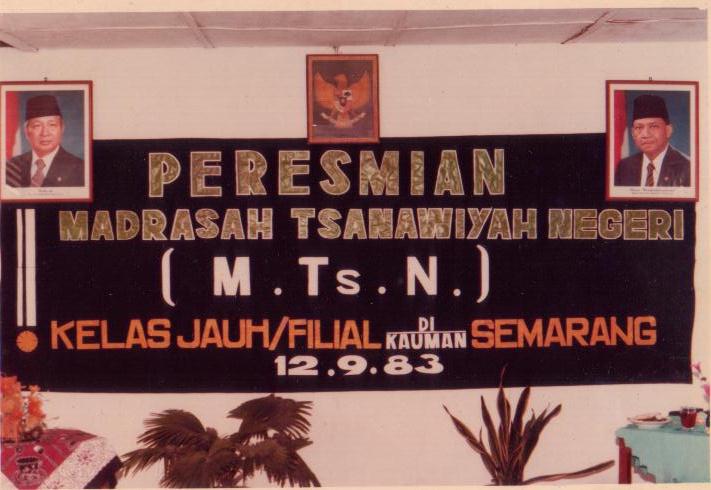 PERESMIAN
MADRASAH TSANAWIYAH NEGERI
( M.Ts.N. )
KELAS JAUH/FILIAL DI KAUMAN SEMARANG
12.9.83